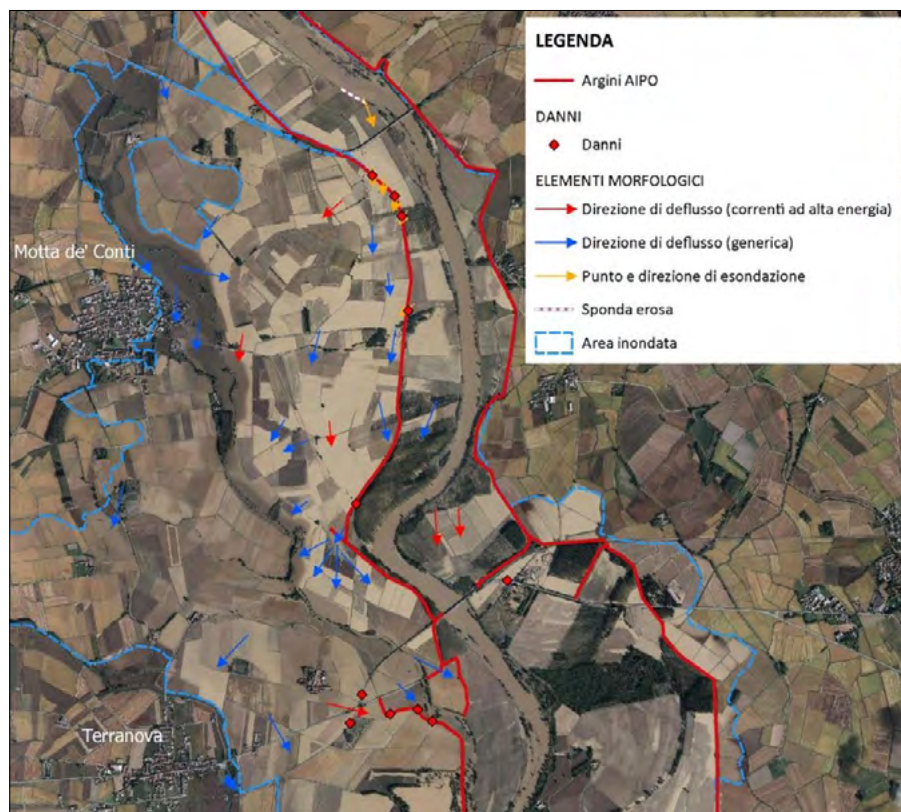 LEGENDA
Argini AIPO
DANNI
Danni
ELEMENTI MORFOLOGICI
Direzione di deflusso (correnti ad alta energia)
Direzione di deflusso (generica)
Punto e direzione di esondazione
Sponda erosa
Area inondata
Motta de' Conti
Terranova